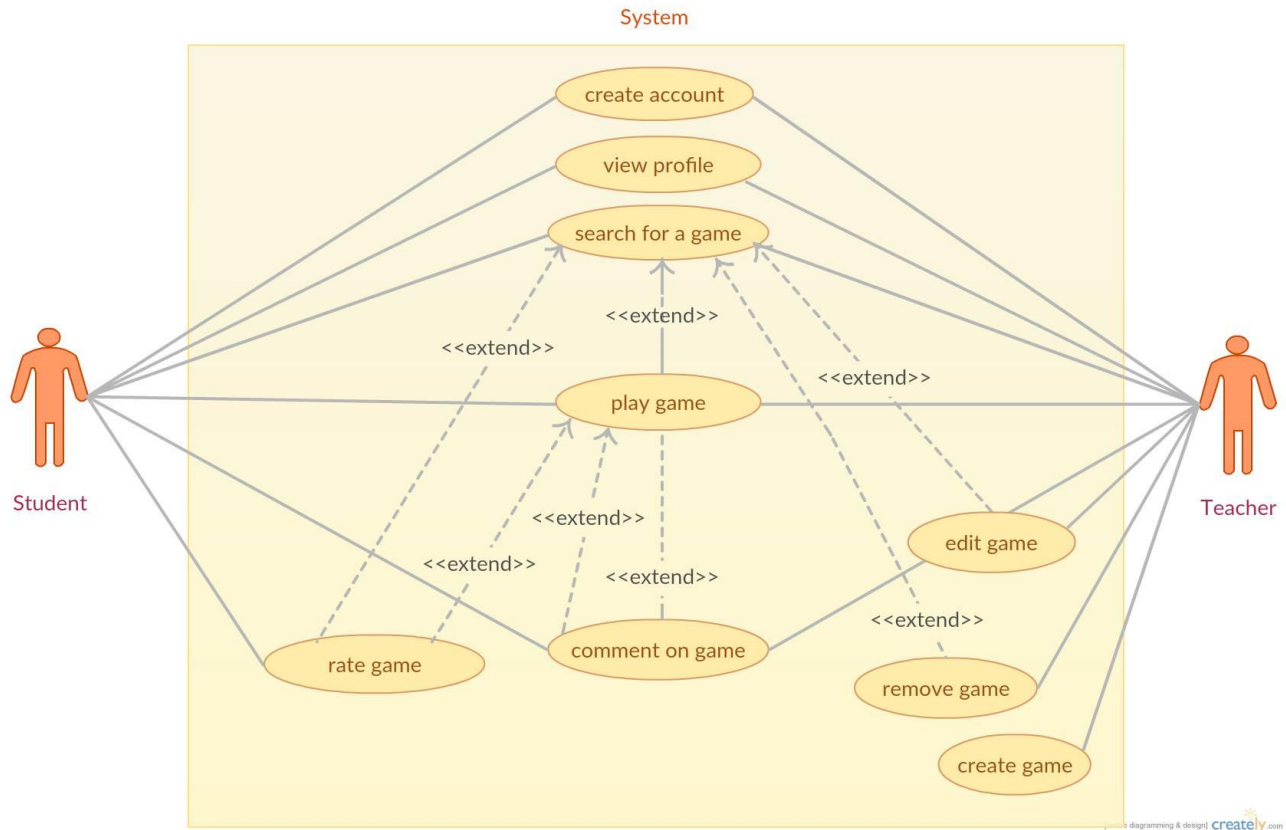 System
create account
view profile
search for a game
<<extend>>
<<extend>>
<<extend>>
play game
Student
Teacher
<<extend>>
edit game
<<extend>>
<<extend>>
<<extend>>
rate game
comment on game
remove game
create game
diagramming & design] creately.com